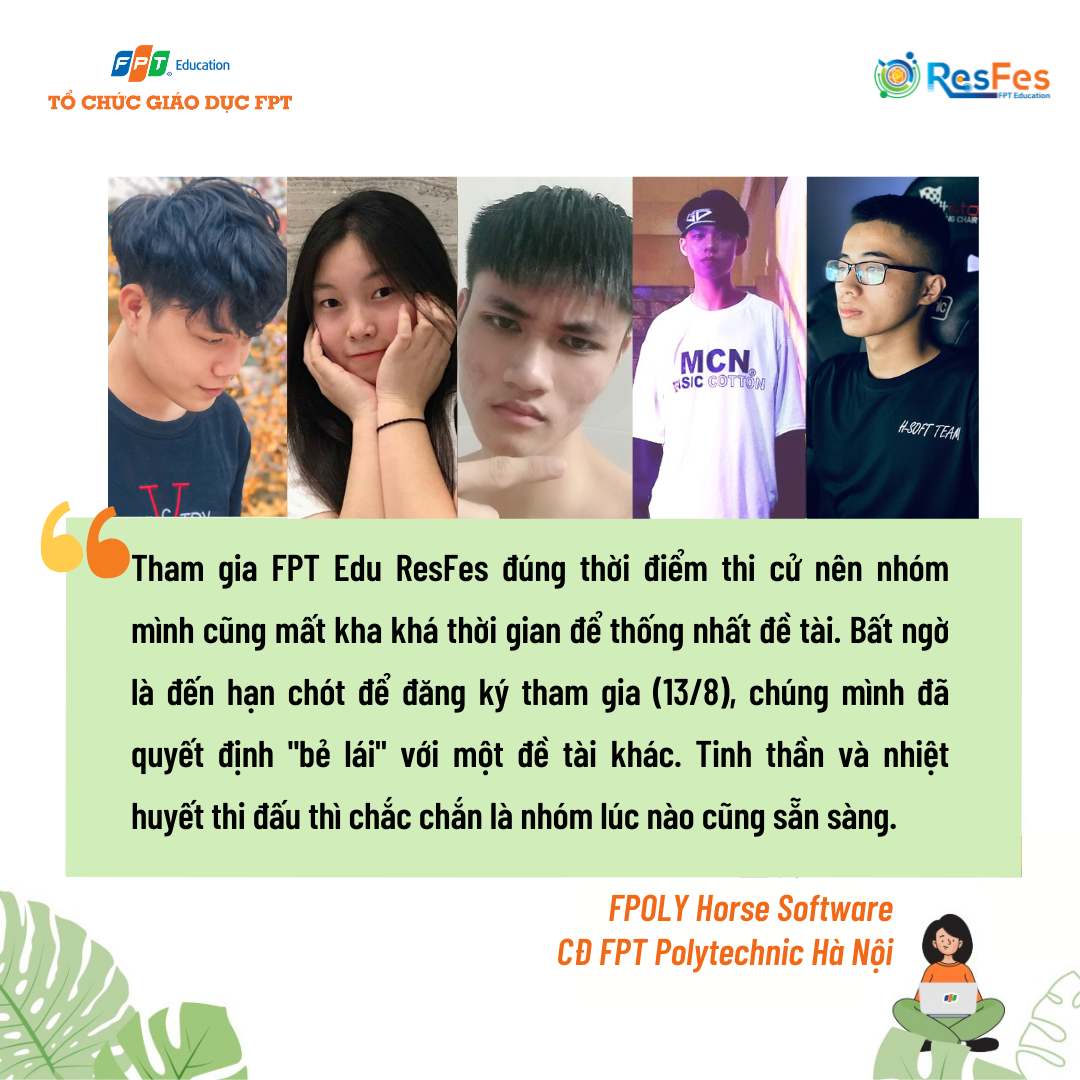 FPT Education
TỔ CHỨC GIÁO DỤC FPT
ResFes
FPT Education
MCN
COTTON
H-SOFT TEAM
Tham gia FPT Edu ResFes đúng thời điểm thi cử nên nhóm
mình cũng mất kha khá thời gian để thống nhất đề tài. Bất ngờ
là đến hạn chót để đăng ký tham gia (13/8), chúng mình đã
quyết định "bẻ lái" với một đề tài khác. Tinh thần và nhiệt
huyết thi đấu thì chắc chắn là nhóm lúc nào cũng sẵn sàng.
FPOLY Horse Software
CĐ FPT Polytechnic Hà Nội